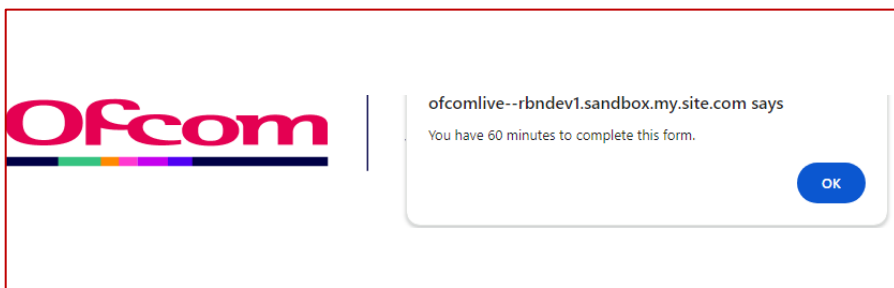 Ofcom
ofcomlive--rbndev1.sandbox.my.site.com says
You have 60 minutes to complete this form.
OK